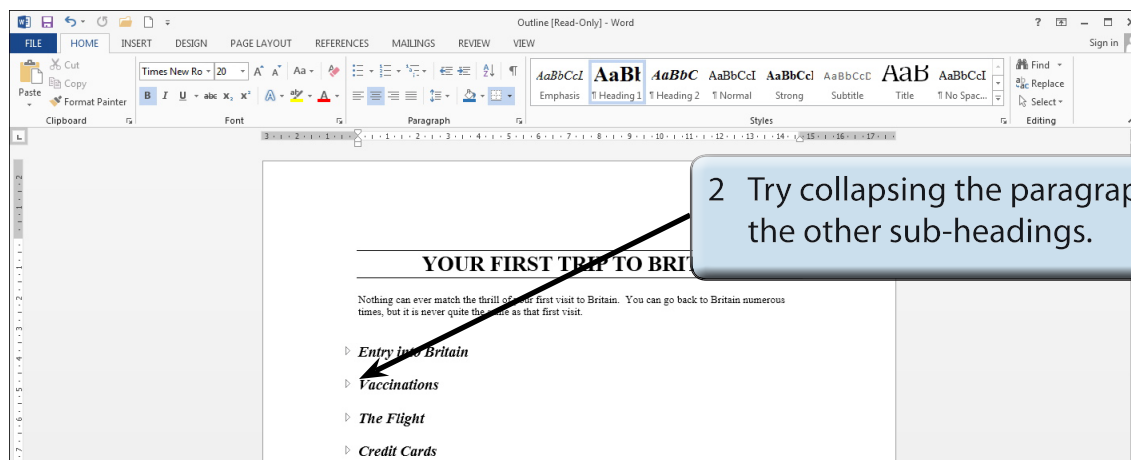 Outline [Read-Only] - Word
FILE HOME INSERT DESIGN PAGE LAYOUT REFERENCES MAILINGS REVIEW VIEW Sign in
Paste
Cut
Copy
Format Painter
Clipboard
Times New Ro 20
Font
Paragraph
AaBbCcI AaBt AaBbC AaBbCcI AaBbCcl AaBbCcD AaB AaBbCcI
Emphasis ¶ Heading 1 ¶ Heading 2 ¶ Normal Strong Subtitle Title ¶ No Spac...
Styles
Find
Replace
Select
Editing
2 Try collapsing the paragrap
the other sub-headings.
YOUR FIRST TRIP TO BRIT
Nothing can ever match the thrill of your first visit to Britain. You can go back to Britain numerous
times, but it is never quite the same as that first visit.
Entry into Britain
Vaccinations
The Flight
Credit Cards